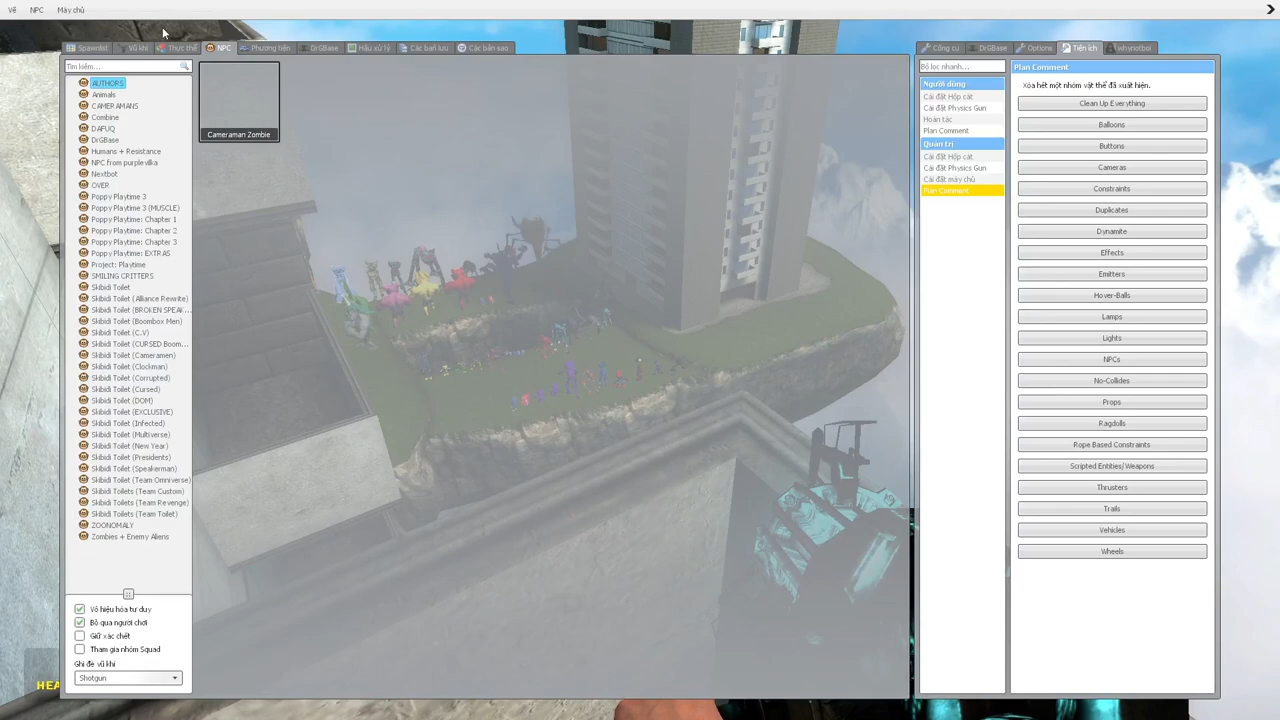 Vẽ NPC Máy chủ
Spawnlist Vũ khí Thực thể NPC Phương tiện DrGBase Hậu xử lý Các bản lưu Các bản sao
Công cụ DrGBase Options Tiện ích whynotboi
Tìm kiếm...
AUTHORS
Animals
CAMERAMANS
Combine
DAFUQ
DrGBase
Humans + Resistance
NPC from purplevilka
Nextbot
OVER
Poppy Playtime 3
Poppy Playtime 3 (MUSCLE)
Poppy Playtime: Chapter 1
Poppy Playtime: Chapter 2
Poppy Playtime: Chapter 3
Poppy Playtime: EXTRAS
Project: Playtime
SMILING CRITTERS
Skibidi Toilet
Skibidi Toilet (Alliance Rewrite)
Skibidi Toilet (BROKEN SPEAK...
Skibidi Toilet (Boombox Men)
Skibidi Toilet (C.V)
Skibidi Toilet (CURSED Boom...
Skibidi Toilet (Cameramen)
Skibidi Toilet (Clockman)
Skibidi Toilet (Corrupted)
Skibidi Toilet (Cursed)
Skibidi Toilet (DOM)
Skibidi Toilet (EXCLUSIVE)
Skibidi Toilet (Infected)
Skibidi Toilet (Multiverse)
Skibidi Toilet (New Year)
Skibidi Toilet (Presidents)
Skibidi Toilet (Speakerman)
Skibidi Toilet (Team Omniverse)
Skibidi Toilets (Team Custom)
Skibidi Toilets (Team Revenge)
Skibidi Toilets (Team Toilet)
ZOONOMALY
Zombies + Enemy Aliens
Vô hiệu hóa tư duy
Bỏ qua người chơi
Giữ xác chết
Tham gia nhóm Squad
Ghi đè vũ khí
Shotgun
HEA
Cameraman Zombie
Bộ lọc nhanh...
Người dùng
Cài đặt Hộp cát
Cài đặt Physics Gun
Hoàn tác
Plan Comment
Quản trị
Cài đặt Hộp cát
Cài đặt Physics Gun
Cài đặt máy chủ
Plan Comment
Plan Comment
Xóa hết một nhóm vật thể đã xuất hiện.
Clean Up Everything
Balloons
Buttons
Cameras
Constraints
Duplicates
Dynamite
Effects
Emitters
Hover-Balls
Lamps
Lights
NPCs
No-Collides
Props
Ragdolls
Rope Based Constraints
Scripted Entities/Weapons
Thrusters
Trails
Vehicles
Wheels